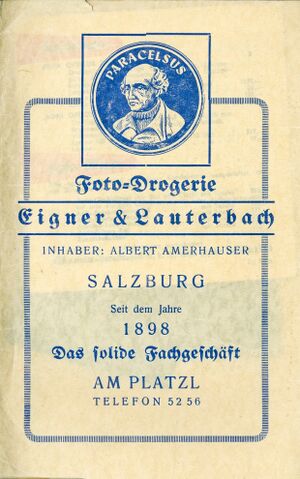 PARACELSUS
Foto-Drogerie
Eigner & Lauterbach
INHABER: ALBERT AMERHAUSER
SALZBURG
Seit dem Jahre
1898
Das solide Fachgeschäft
AM PLATZL
TELEFON 52 56